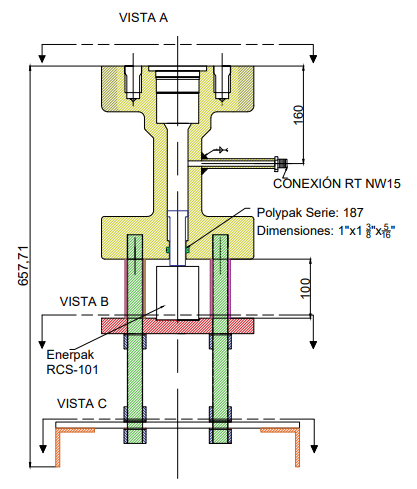 VISTA A
160
CONEXIÓN RT NW15
Polypak Serie: 187
Dimensiones: 1"x1 3/8"x5/16"
657,71
100
VISTA B
Enerpak
RCS-101
VISTA C